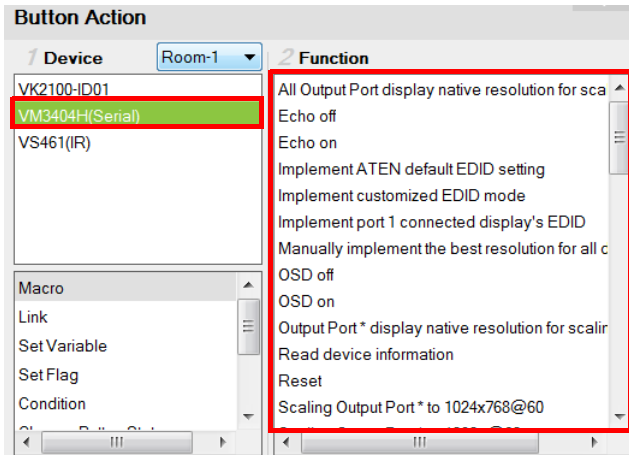 Button Action
1 Device
Room-1
VK2100-ID01
VM3404H(Serial)
VS461(IR)
Macro
Link
Set Variable
Set Flag
Condition
2 Function
All Output Port display native resolution for sca
Echo off
Echo on
Implement ATEN default EDID setting
Implement customized EDID mode
Implement port 1 connected display's EDID
Manually implement the best resolution for all c
OSD off
OSD on
Output Port * display native resolution for scalin
Read device information
Reset
Scaling Output Port * to 1024x768@60